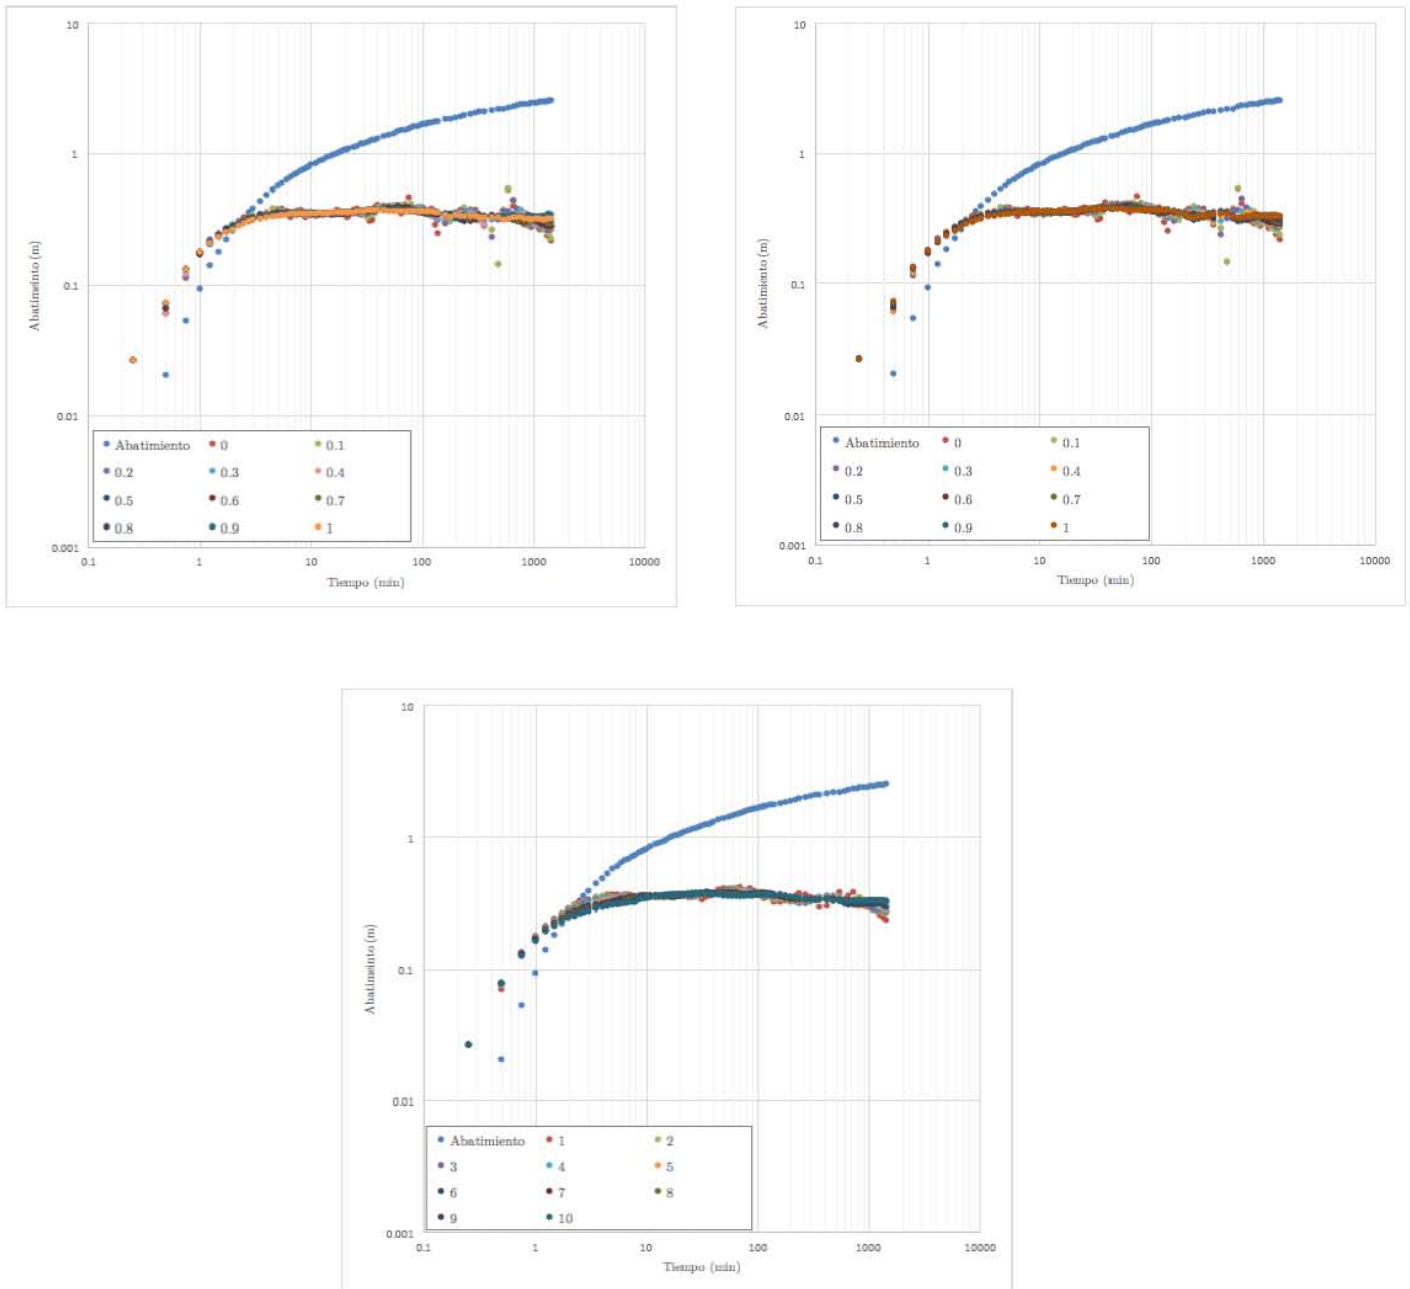 10
1
0.1
0.01
0.001
Abatimeinto (m)
Abatimiento 0 0.1
0.2 0.3 0.4
0.5 0.6 0.7
0.8 0.9 1
0.1 1 10 100 1000 10000
Tiempo (min)
10
1
0.1
0.01
0.001
Abatimiento (m)
Abatimiento 0 0.1
0.2 0.3 0.4
0.5 0.6 0.7
0.8 0.9 1
0.1 1 10 100 1000 10000
Tiempo (min)
10
1
0.1
0.01
0.001
Abatimeinto (m)
Abatimiento 1 2
3 4 5
6 7 8
9 10
0.1 1 10 100 1000 10000
Tiempo (min)